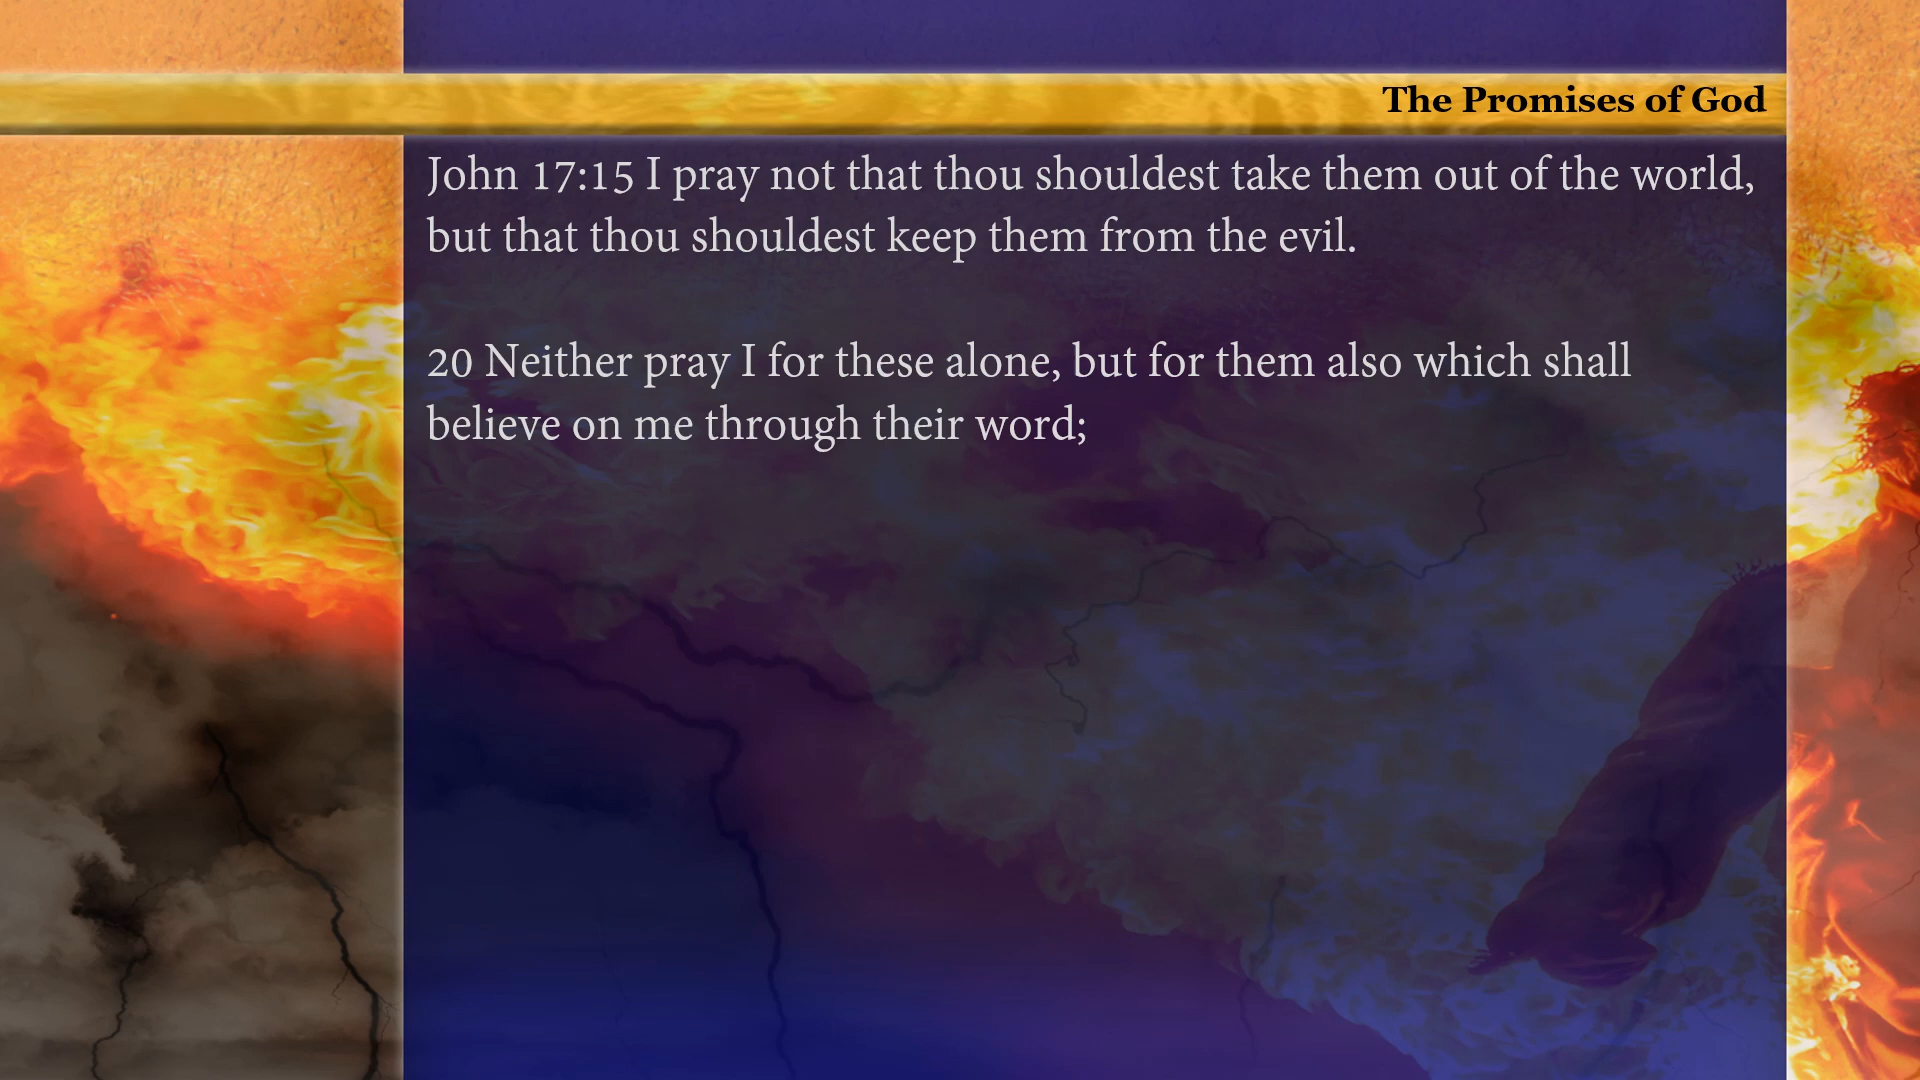 The Promises of God
John 17:15 I pray not that thou shouldest take them out of the world,
but that thou shouldest keep them from the evil.
20 Neither pray I for these alone, but for them also which shall
believe on me through their word;